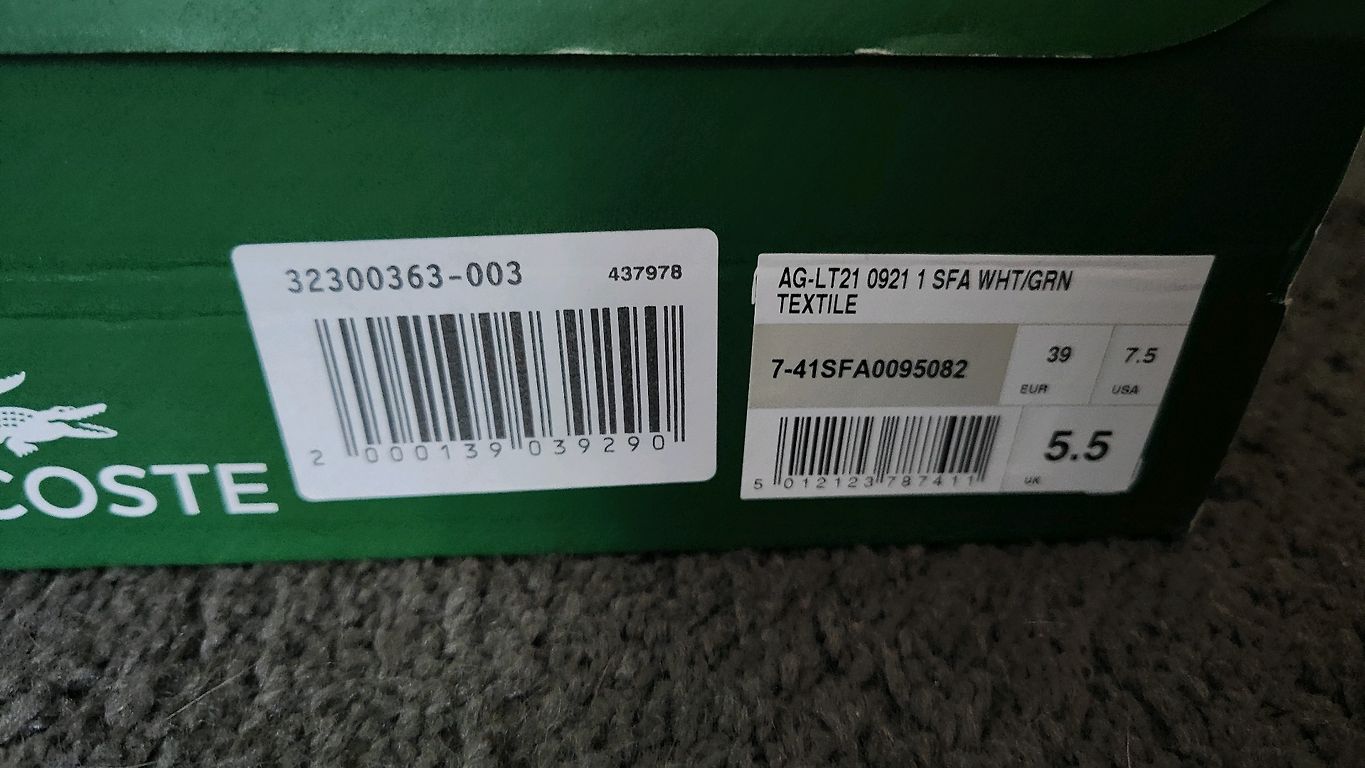 32300363-003 437978
2 000139 039290
COSTE
AG-LT21 0921 1 SFA WHT/GRN
TEXTILE
7-41SFA0095082
39
EUR
7.5
USA
5 012123 787411
5.5
UK